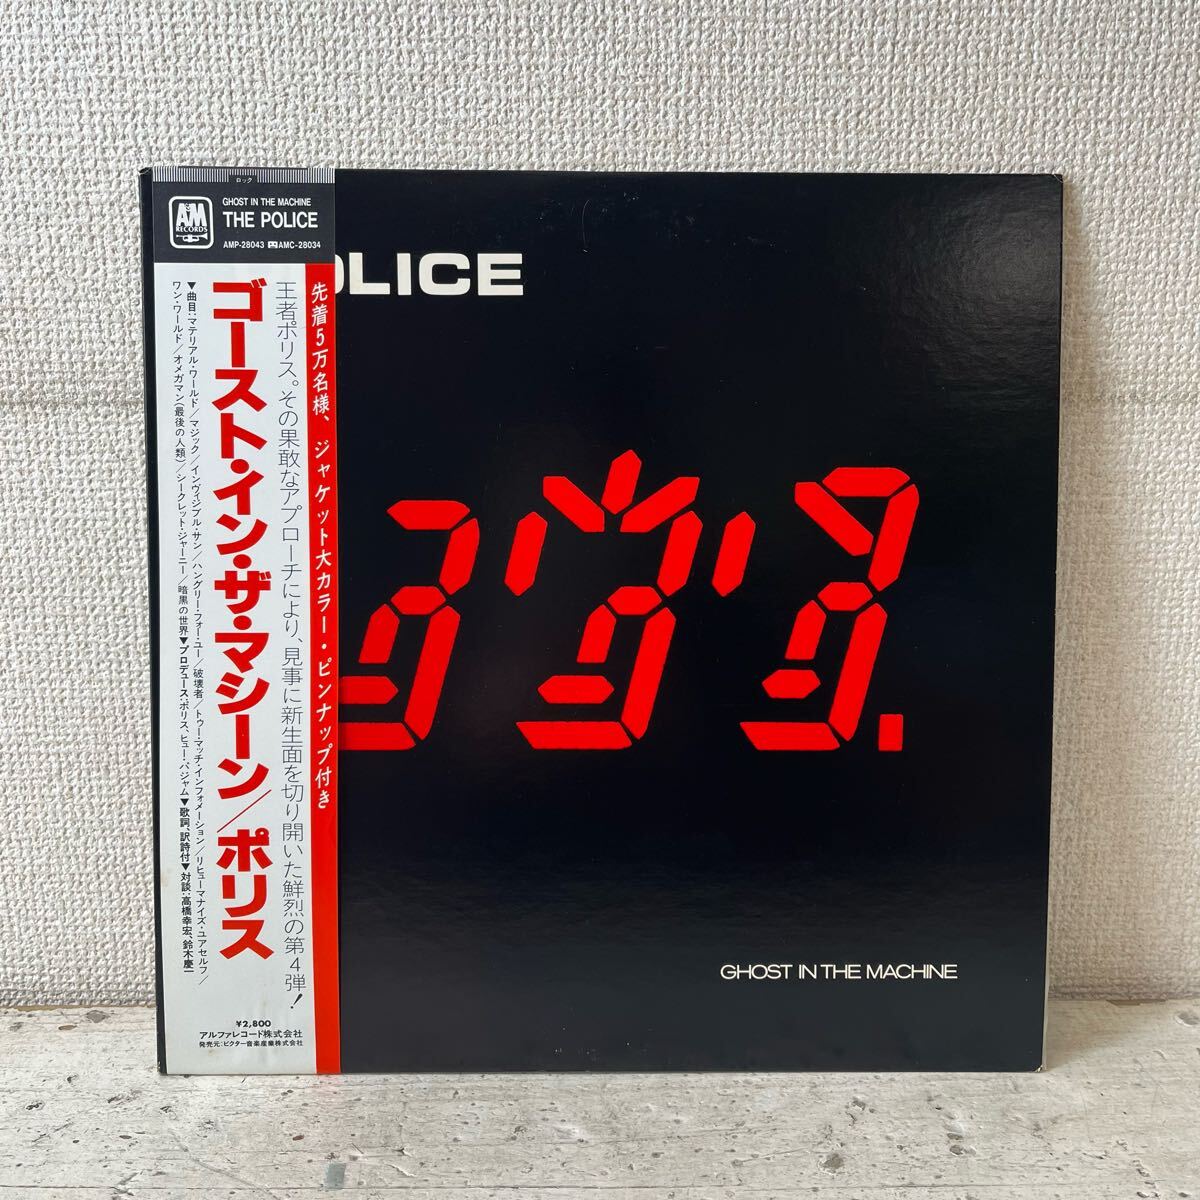 ロック
A&M
RECORDS
GHOST IN THE MACHINE
THE POLICE
AMP-28043 AMC-28034
OLICE
先着5万名様、ジャケット大カラー・ピンナップ付き
王者ポリス。その果敢なアプローチにより、見事に新生面を切り開いた鮮烈の第4弾!
ゴースト・イン・ザ・マシーン/ポリス
▼曲目:マテリアル・ワールド/マジック/インヴィジブル・サン/ハングリー・フォー・ユー/破壊者/トゥー・マッチ・インフォメーション/リヒューマナイズ・ユアセルフ/
ワン・ワールド/オメガマン(最後の人類)/シークレット・ジャーニー/暗黒の世界▼プロデュース:ポリス、ヒュー・パジャム▼歌詞、訳詩付▼対談:高橋幸宏、鈴木慶一
¥2,800
アルファレコード株式会社
発売元:ビクター音楽産業株式会社
GHOST IN THE MACHINE